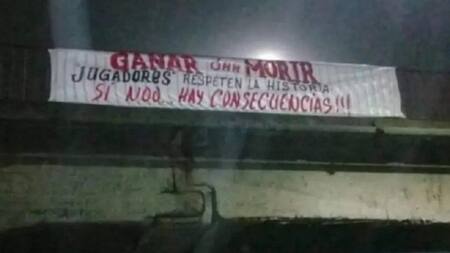 GANAR Ó MORIR
JUGADORES RESPETEN LA HISTORIA
SI NOO.. HAY CONSECUENCIAS!!!